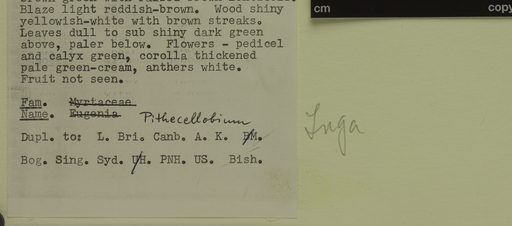 Blaze light reddish-brown. Wood shiny
yellowish-white with brown streaks.
Leaves dull to sub shiny dark green
above, paler below. Flowers - pedicel
and calyx green, corolla thickened
pale green-cream, anthers white.
Fruit not seen.
Fam. Myrtaceae
Name. Eugenia Pithecellobium
Dupl. to: L. Bri. Canb. A. K. BM.
Bog. Sing. Syd. UH. PNH. US. Bish.
Inga
cm copy